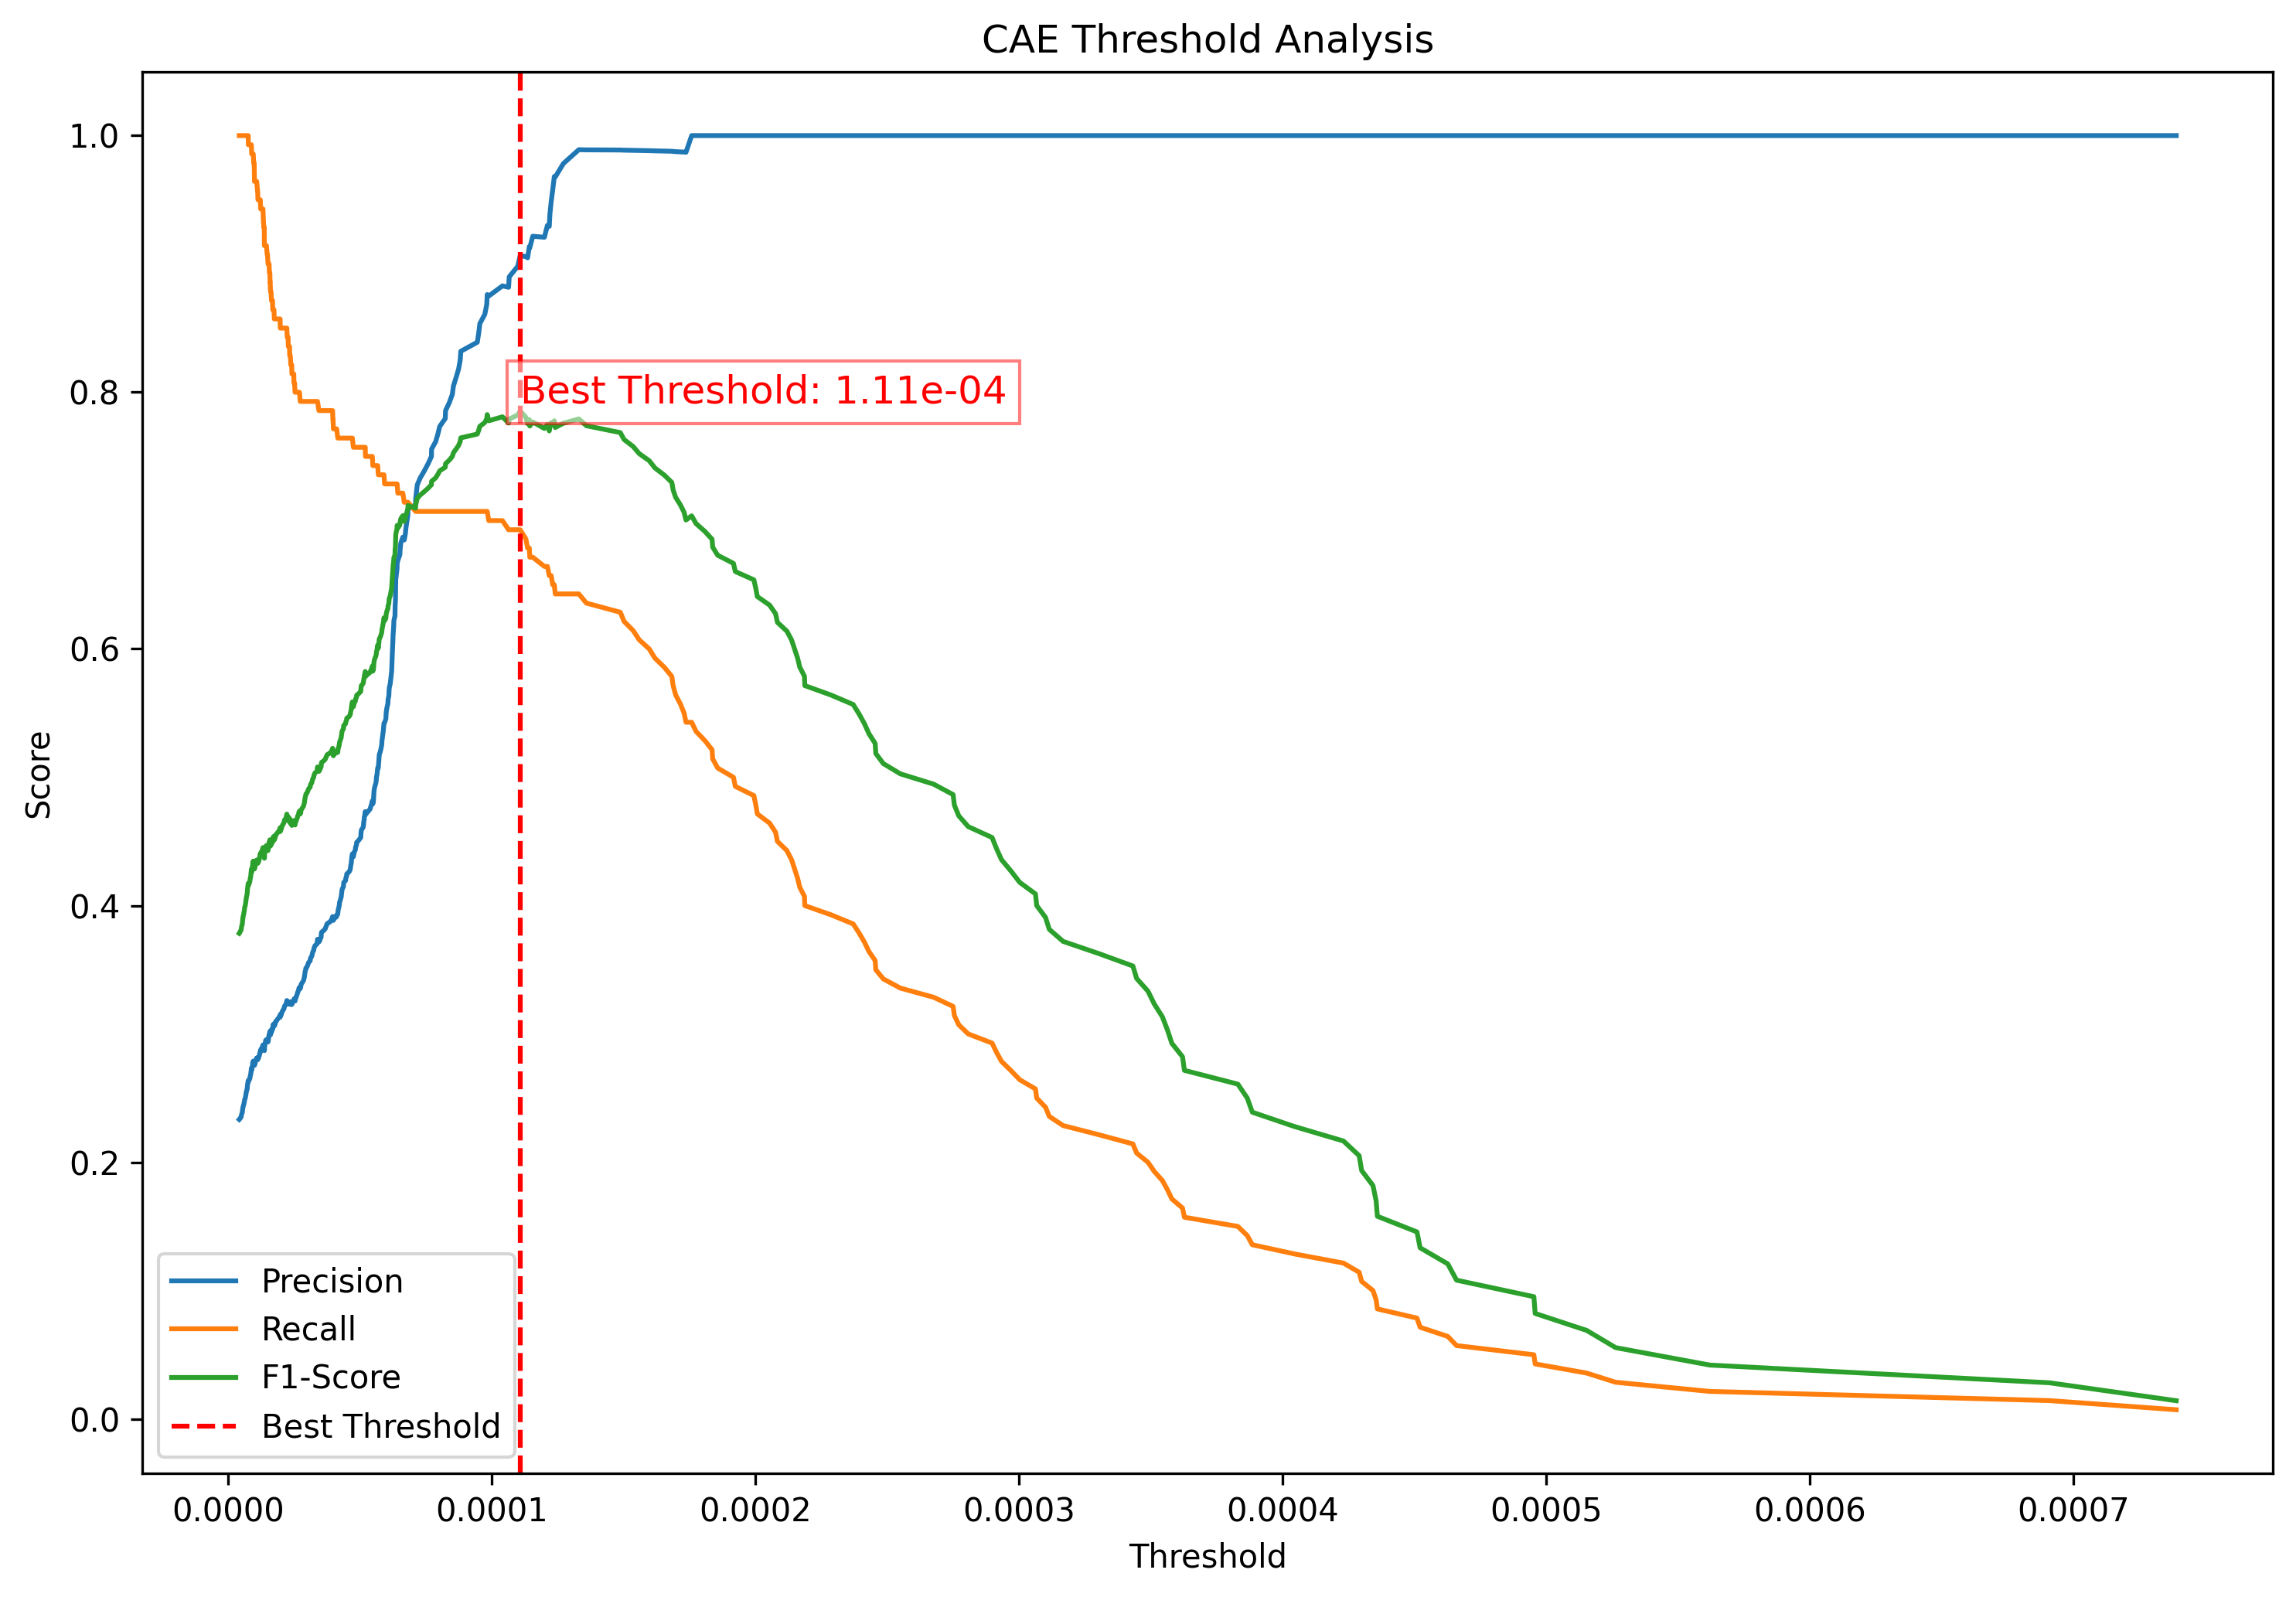 CAE Threshold Analysis
1.0
0.8
0.6
0.4
0.2
0.0
Score
Best Threshold: 1.11e-04
Precision
Recall
F1-Score
Best Threshold
0.0000 0.0001 0.0002 0.0003 0.0004 0.0005 0.0006 0.0007
Threshold